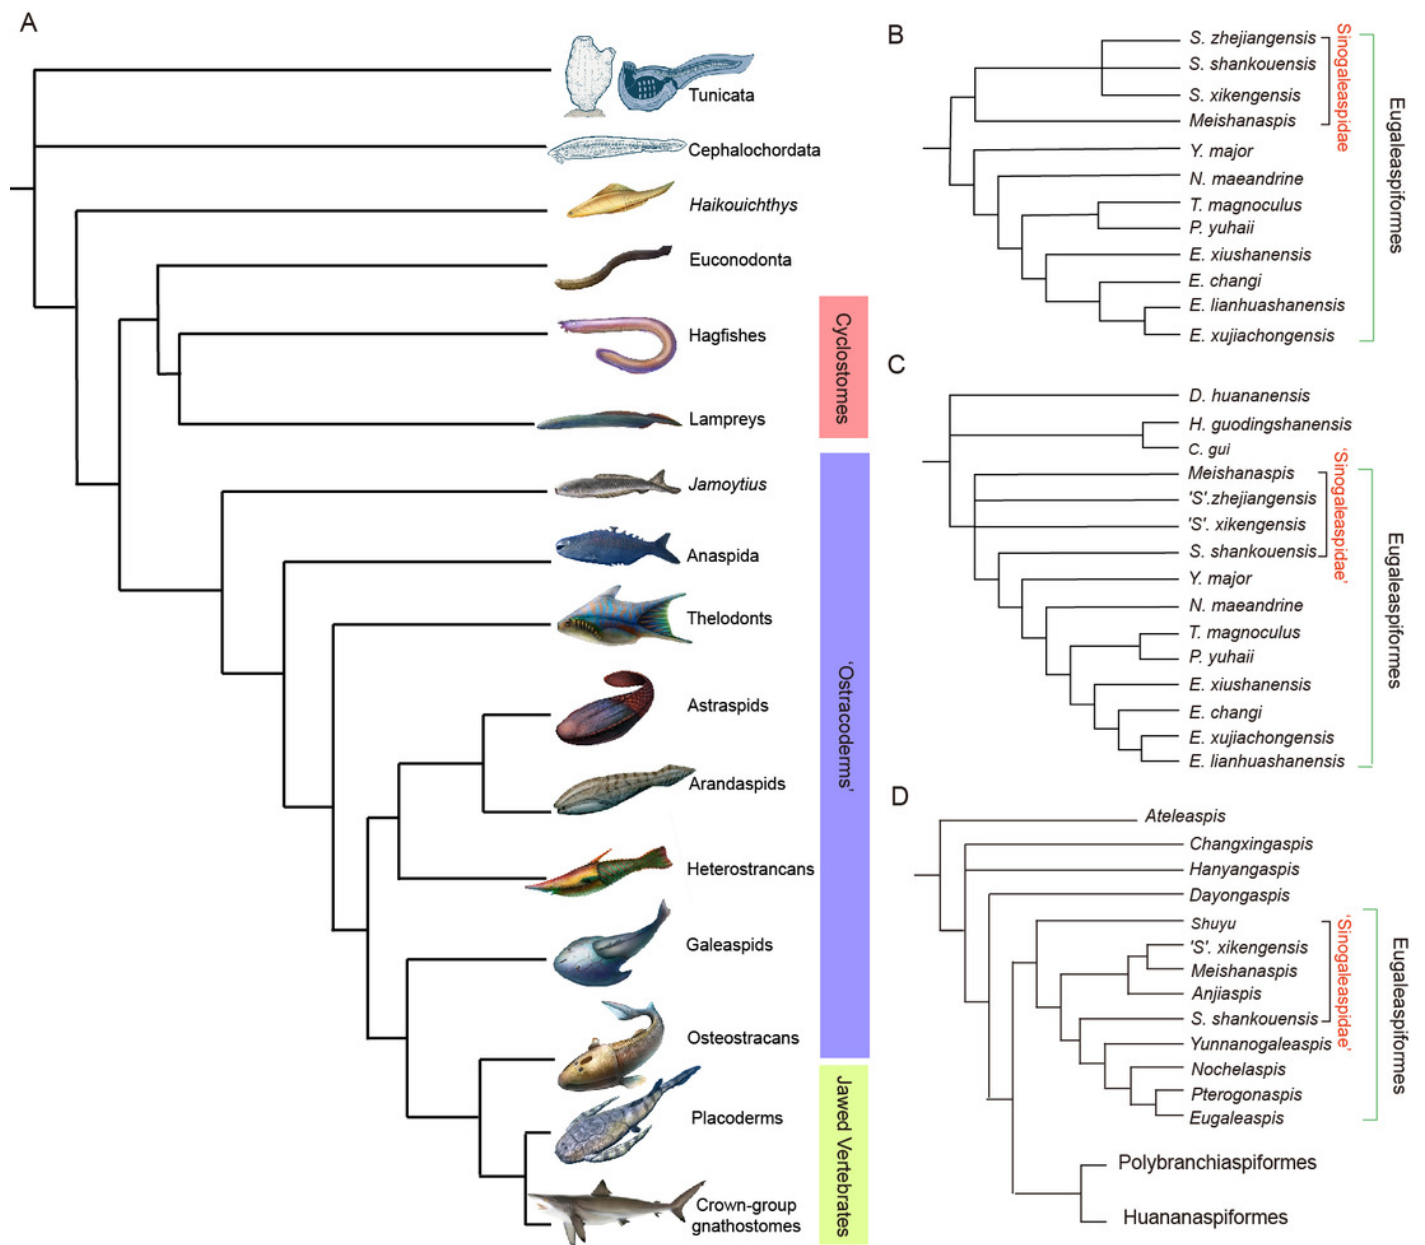 A
Tunicata
Cephalochordata
Haikouichthys
Euconodonta
Hagfishes
Lampreys
Jamoytius
Anaspida
Thelodonts
Astraspids
Arandaspids
Heterostrancans
Galeaspids
Osteostracans
Placoderms
Crown-group
gnathostomes
Cyclostomes
‘Ostracoderms’
Jawed Vertebrates
B
S. zhejiangensis
S. shankouensis
S. xikengensis
Meishanaspis
Y. major
N. maeandrine
T. magnoculus
P. yuhaii
E. xiushanensis
E. changi
E. lianhuashanensis
E. xujiachongensis
Sinogaleaspidae
Eugaleaspiformes
C
D. huananensis
H. guodingshanensis
C. gui
Meishanaspis
'S'.zhejiangensis
'S'. xikengensis
S. shankouensis
Y. major
N. maeandrine
T. magnoculus
P. yuhaii
E. xiushanensis
E. changi
E. xujiachongensis
E. lianhuashanensis
‘Sinogaleaspidae’
Eugaleaspiformes
D
Ateleaspis
Changxingaspis
Hanyangaspis
Dayongaspis
Shuyu
'S'. xikengensis
Meishanaspis
Anjiaspis
S. shankouensis
Yunnanogaleaspis
Nochelaspis
Pterogonaspis
Eugaleaspis
Polybranchiaspiformes
Huananaspiformes
‘Sinogaleaspidae’
Eugaleaspiformes